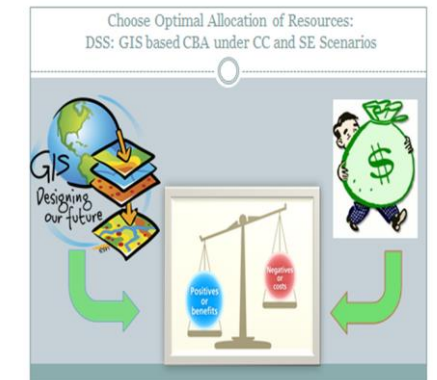 Choose Optimal Allocation of Resources:
DSS: GIS based CBA under CC and SE Scenarios
GIS
Designing
our future
esri
$
Positives
or
benefits
Negatives
or
costs